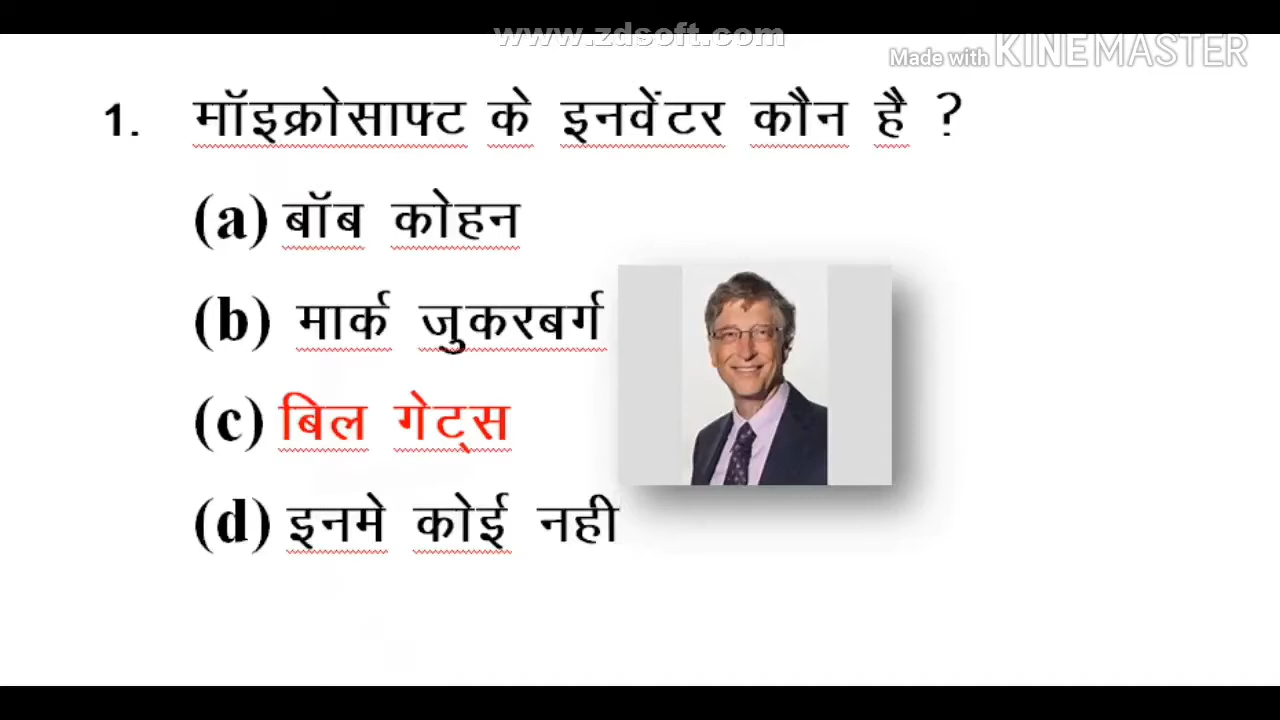 www.zdsoft.com
Made with KINEMASTER
1. मॉइक्रोसाफ्ट के इनवेंटर कौन है ?
(a) बॉब कोहन
(b) मार्क जुकरबर्ग
(c) बिल गेट्स
(d) इनमे कोई नही